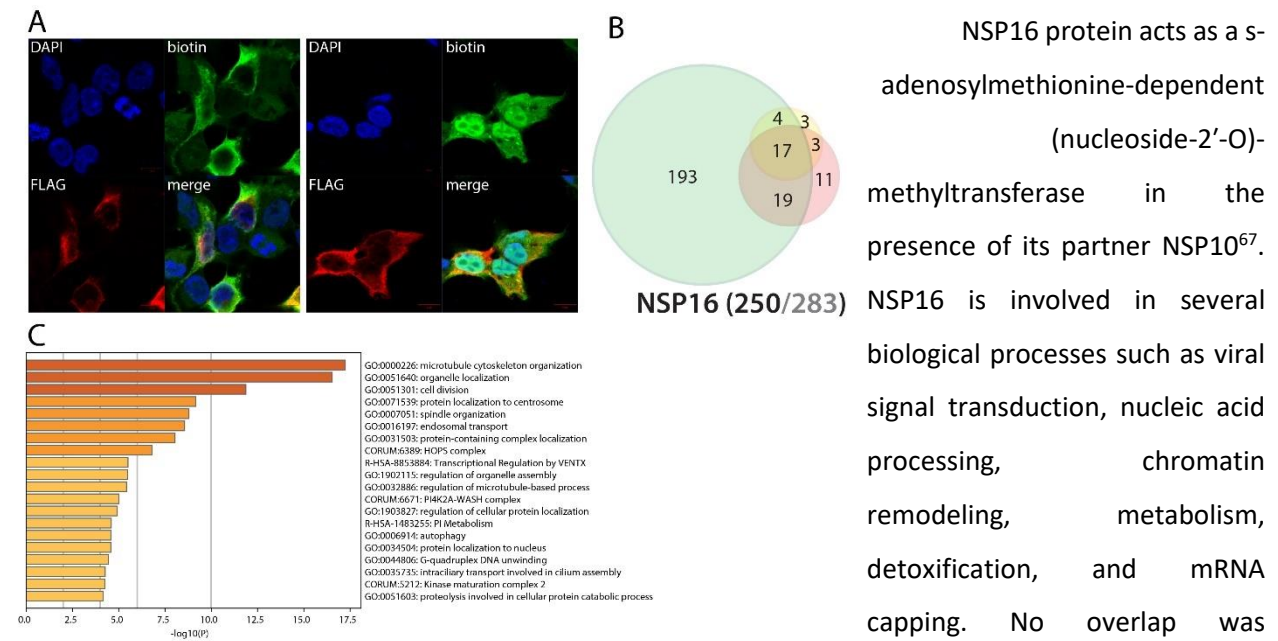 A
DAPI
biotin
DAPI
biotin
FLAG
merge
FLAG
merge
B
4
3
3
17
193
11
19
NSP16 (250/283)
C
GO:0000226: microtubule cytoskeleton organization
GO:0051640: organelle localization
GO:0051301: cell division
GO:0071539: protein localization to centrosome
GO:0007051: spindle organization
GO:0016197: endosomal transport
GO:0031503: protein-containing complex localization
CORUM:6389: HOPS complex
R-HSA-8853884: Transcriptional Regulation by VENTX
GO:1902115: regulation of organelle assembly
GO:0032886: regulation of microtubule-based process
CORUM:6671: PI4K2A-WASH complex
GO:1903827: regulation of cellular protein localization
R-HSA-1483255: PI Metabolism
GO:0006914: autophagy
GO:0034504: protein localization to nucleus
GO:0044806: G-quadruplex DNA unwinding
GO:0035735: intraciliary transport involved in cilium assembly
CORUM:5212: Kinase maturation complex 2
GO:0051603: proteolysis involved in cellular protein catabolic process
0.0 2.5 5.0 7.5 10.0 12.5 15.0 17.5
-log10(P)
NSP16 protein acts as a s-
adenosylmethionine-dependent
(nucleoside-2′-O)-
methyltransferase in the
presence of its partner NSP10⁶⁷.
NSP16 is involved in several
biological processes such as viral
signal transduction, nucleic acid
processing, chromatin
remodeling, metabolism,
detoxification, and mRNA
capping. No overlap was